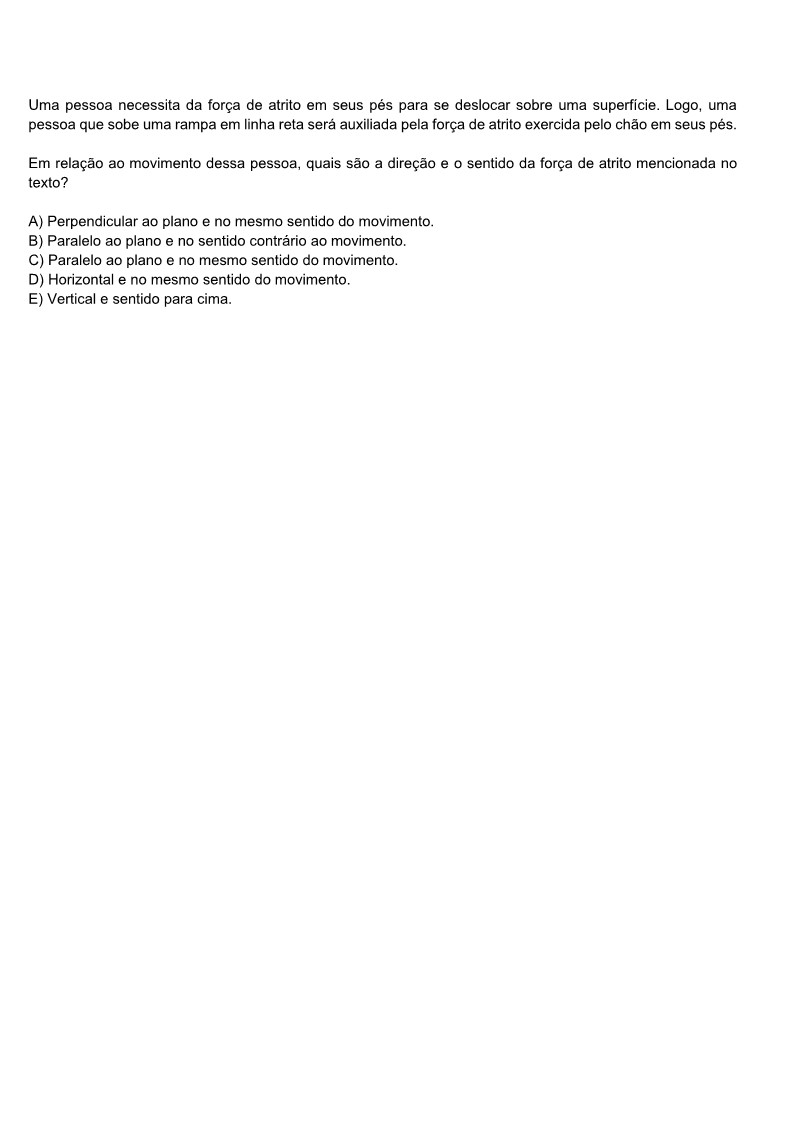 Uma pessoa necessita da força de atrito em seus pés para se deslocar sobre uma superfície. Logo, uma
pessoa que sobe uma rampa em linha reta será auxiliada pela força de atrito exercida pelo chão em seus pés.
Em relação ao movimento dessa pessoa, quais são a direção e o sentido da força de atrito mencionada no
texto?
A) Perpendicular ao plano e no mesmo sentido do movimento.
B) Paralelo ao plano e no sentido contrário ao movimento.
C) Paralelo ao plano e no mesmo sentido do movimento.
D) Horizontal e no mesmo sentido do movimento.
E) Vertical e sentido para cima.